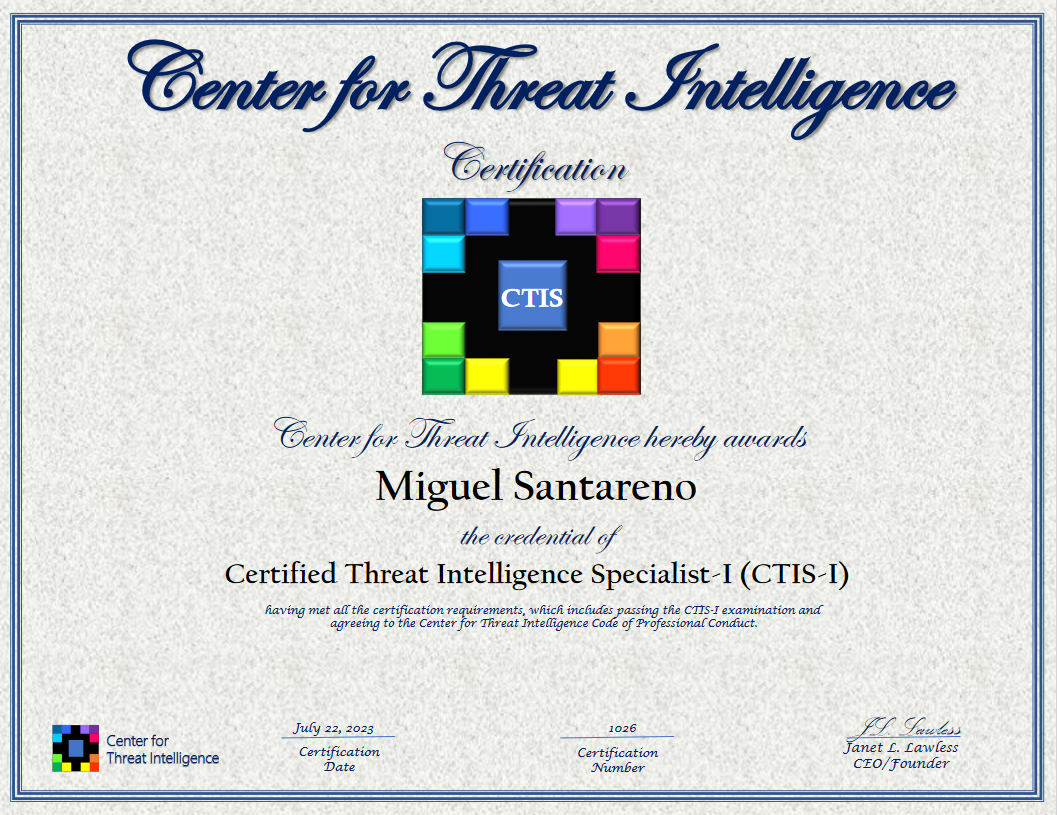 Center for Threat Intelligence
Certification
CTIS
Center for Threat Intelligence hereby awards
Miguel Santareno
the credential of
Certified Threat Intelligence Specialist-I (CTIS-I)
having met all the certification requirements, which includes passing the CTIS-I examination and
agreeing to the Center for Threat Intelligence Code of Professional Conduct.
Center for
Threat Intelligence
July 22, 2023
Certification
Date
1026
Certification
Number
J.L. Lawless
Janet L. Lawless
CEO/Founder